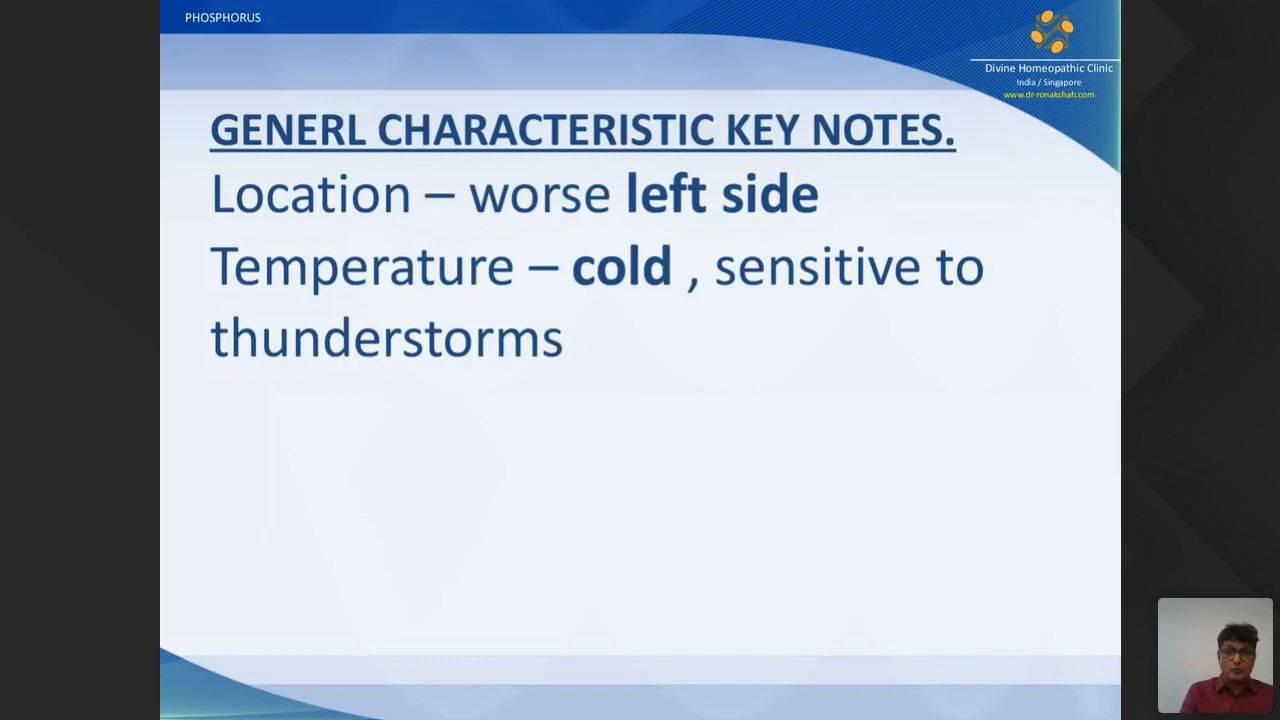 PHOSPHORUS
Divine Homeopathic Clinic
India / Singapore
www.dr-ronakshah.com
GENERL CHARACTERISTIC KEY NOTES.
Location – worse left side
Temperature – cold , sensitive to
thunderstorms